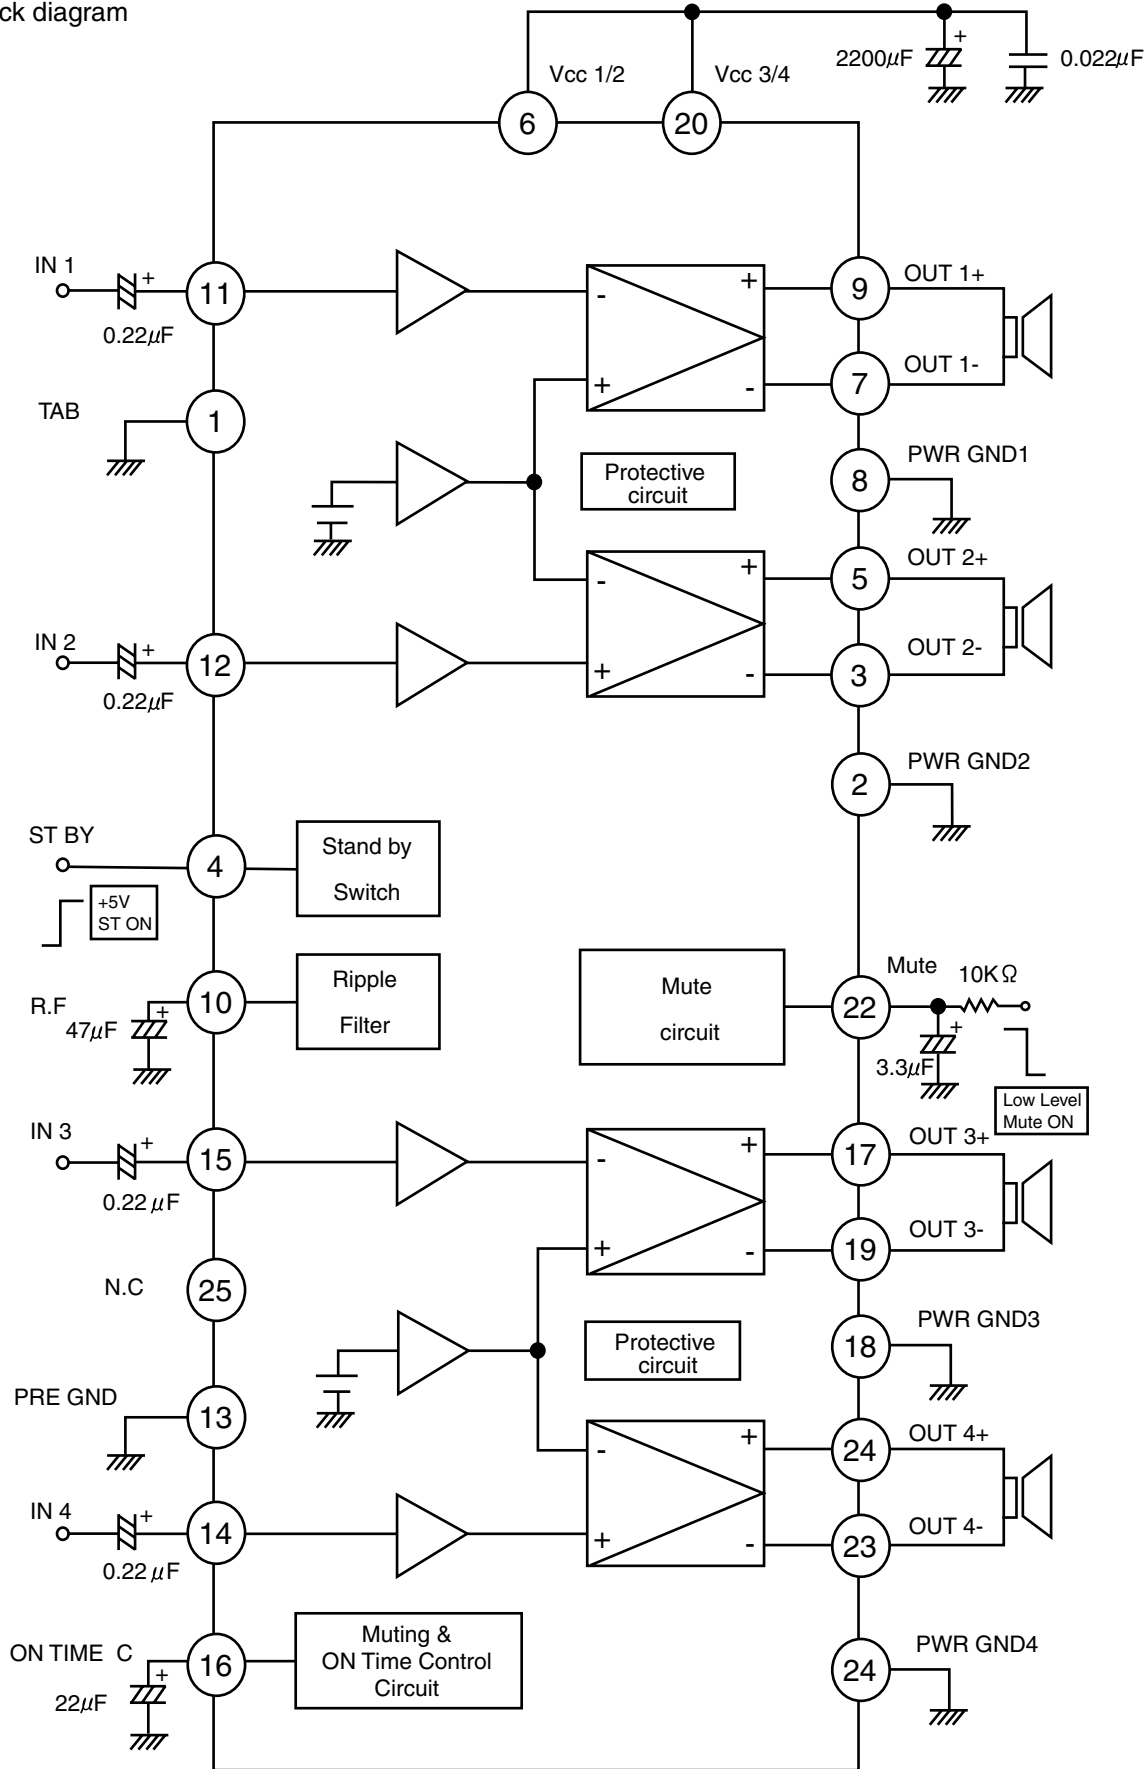 ck diagram
2200μF
+
0.022μF
Vcc 1/2
Vcc 3/4
6
20
IN 1
+
0.22μF
11
-
+
+
-
9
OUT 1+
7
OUT 1-
TAB
1
Protective
circuit
8
PWR GND1
5
OUT 2+
-
+
+
-
IN 2
+
0.22μF
12
3
OUT 2-
2
PWR GND2
ST BY
4
Stand by
Switch
+5V
ST ON
R.F
47μF
+
10
Ripple
Filter
Mute
circuit
22
Mute
10KΩ
+
3.3μF
Low Level
Mute ON
IN 3
+
0.22 μF
15
-
+
+
-
17
OUT 3+
19
OUT 3-
N.C
25
Protective
circuit
18
PWR GND3
PRE GND
13
-
+
+
-
24
OUT 4+
IN 4
+
0.22 μF
14
23
OUT 4-
ON TIME C
+
22μF
16
Muting &
ON Time Control
Circuit
24
PWR GND4